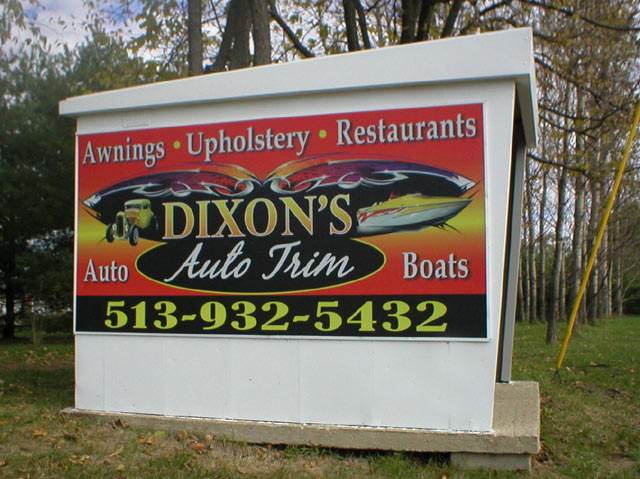 Awnings • Upholstery • Restaurants
DIXON'S
Auto Trim
Auto
Boats
513-932-5432